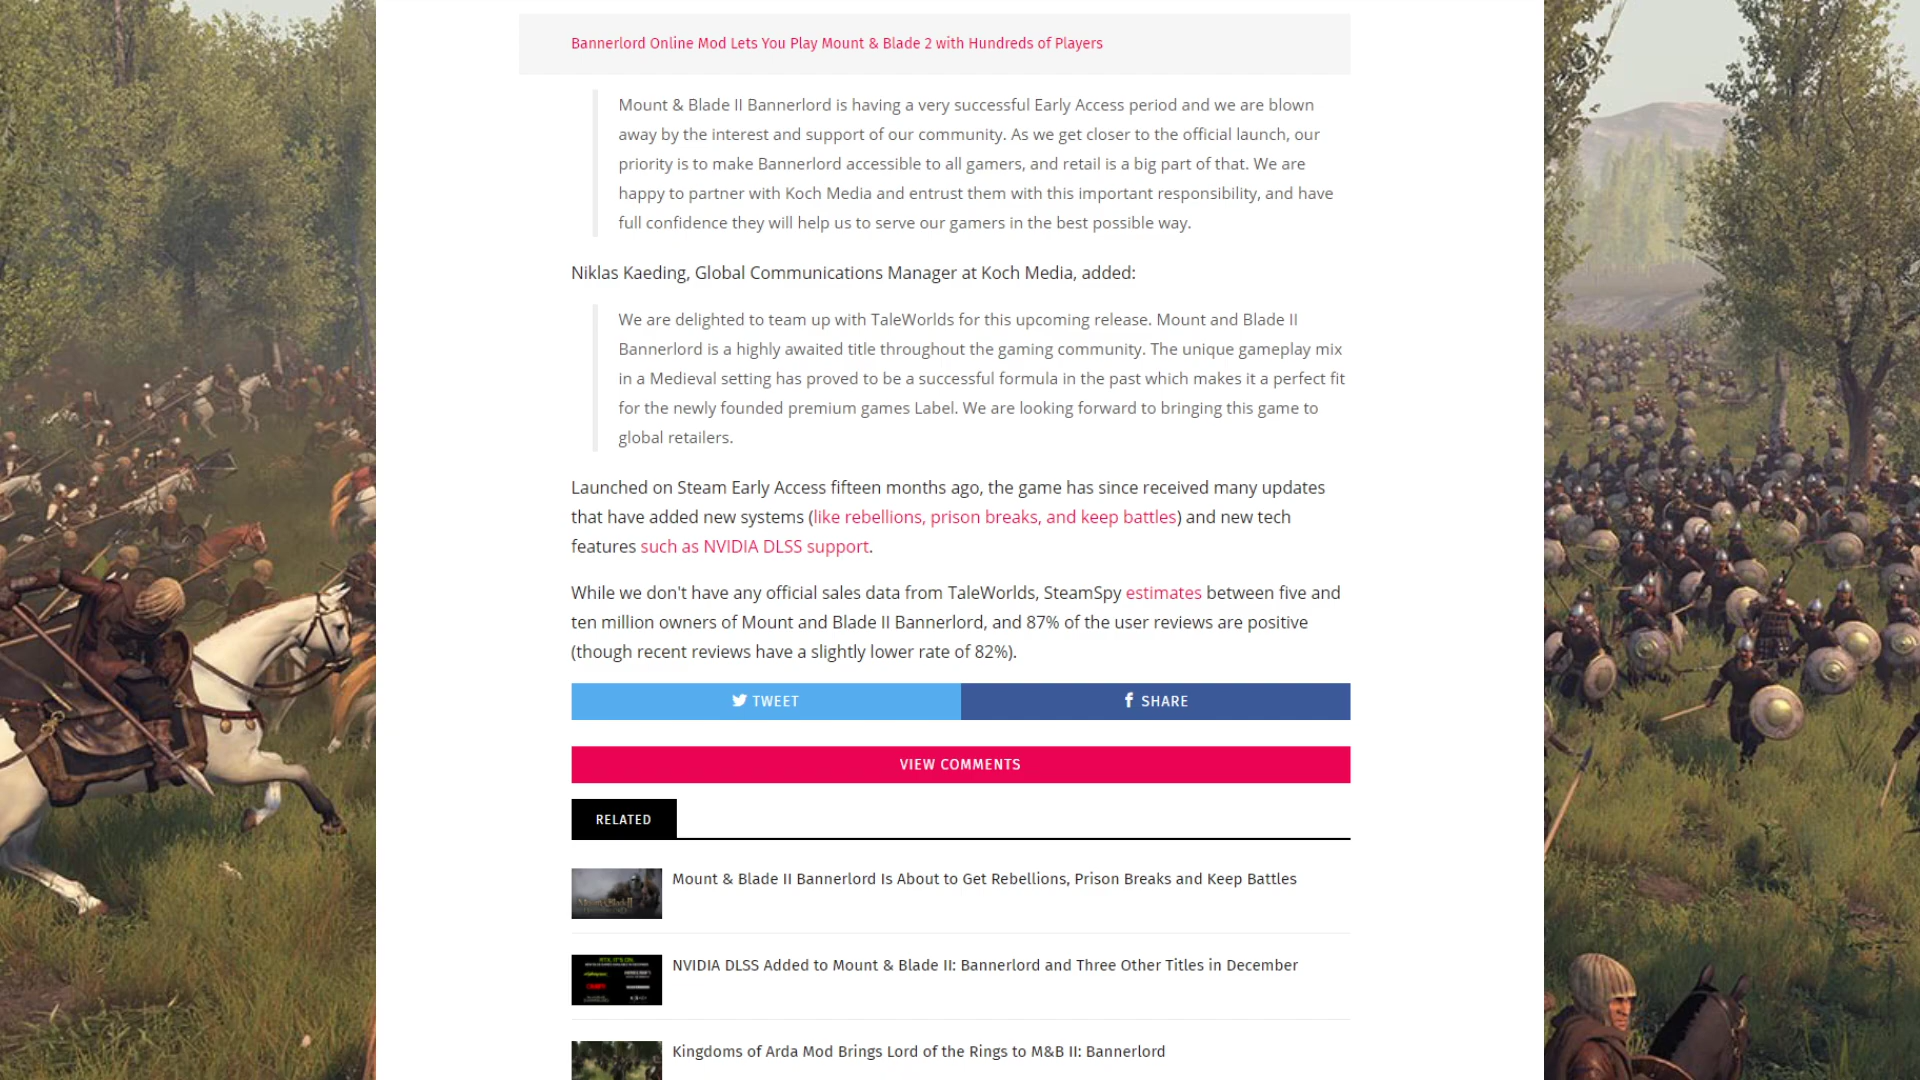 Bannerlord Online Mod Lets You Play Mount & Blade 2 with Hundreds of Players
Mount & Blade II Bannerlord is having a very successful Early Access period and we are blown
away by the interest and support of our community. As we get closer to the official launch, our
priority is to make Bannerlord accessible to all gamers, and retail is a big part of that. We are
happy to partner with Koch Media and entrust them with this important responsibility, and have
full confidence they will help us to serve our gamers in the best possible way.
Niklas Kaeding, Global Communications Manager at Koch Media, added:
We are delighted to team up with TaleWorlds for this upcoming release. Mount and Blade II
Bannerlord is a highly awaited title throughout the gaming community. The unique gameplay mix
in a Medieval setting has proved to be a successful formula in the past which makes it a perfect fit
for the newly founded premium games Label. We are looking forward to bringing this game to
global retailers.
Launched on Steam Early Access fifteen months ago, the game has since received many updates
that have added new systems (like rebellions, prison breaks, and keep battles) and new tech
features such as NVIDIA DLSS support.
While we don't have any official sales data from TaleWorlds, SteamSpy estimates between five and
ten million owners of Mount and Blade II Bannerlord, and 87% of the user reviews are positive
(though recent reviews have a slightly lower rate of 82%).
TWEET
SHARE
VIEW COMMENTS
RELATED
Mount & Blade II Bannerlord Is About to Get Rebellions, Prison Breaks and Keep Battles
NVIDIA DLSS Added to Mount & Blade II: Bannerlord and Three Other Titles in December
Kingdoms of Arda Mod Brings Lord of the Rings to M&B II: Bannerlord